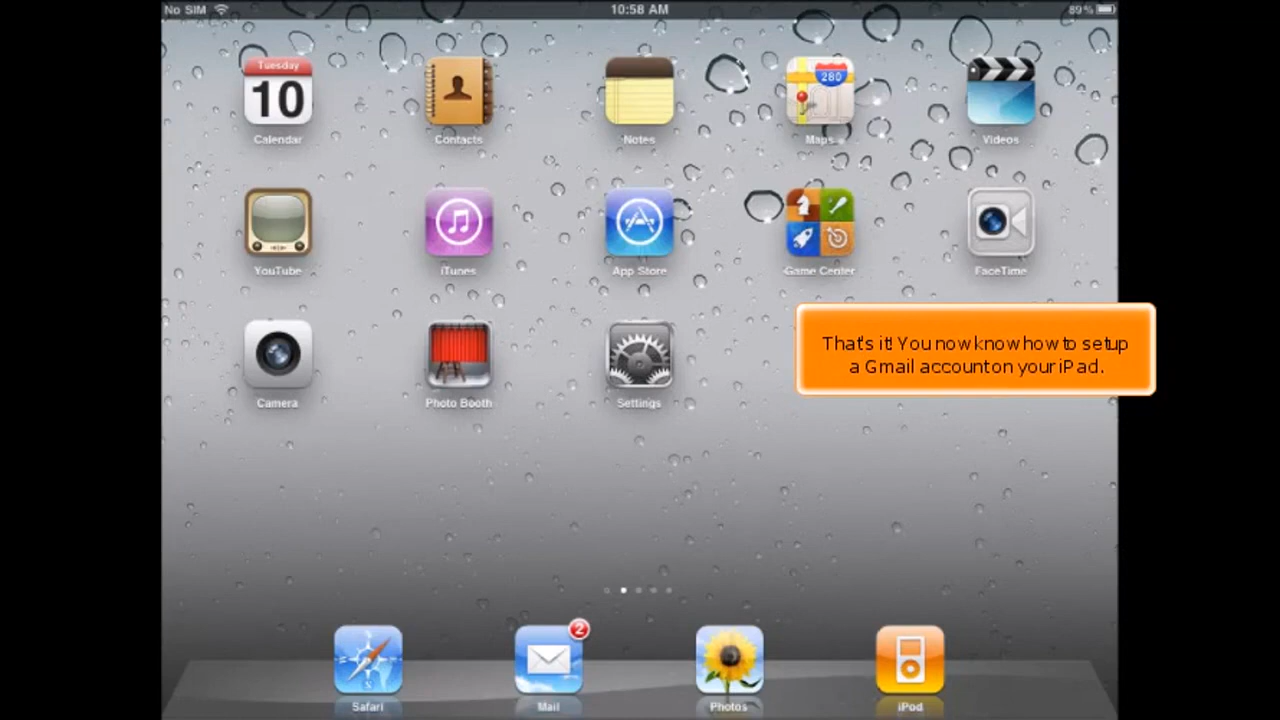 No SIM 10:58 AM 89%
Tuesday
10
280
Calendar Contacts Notes Maps Videos
YouTube iTunes App Store Game Center FaceTime
That's it! You now know how to setup
a Gmail account on your iPad.
Camera Photo Booth Settings
2
Safari Mail Photos iPod